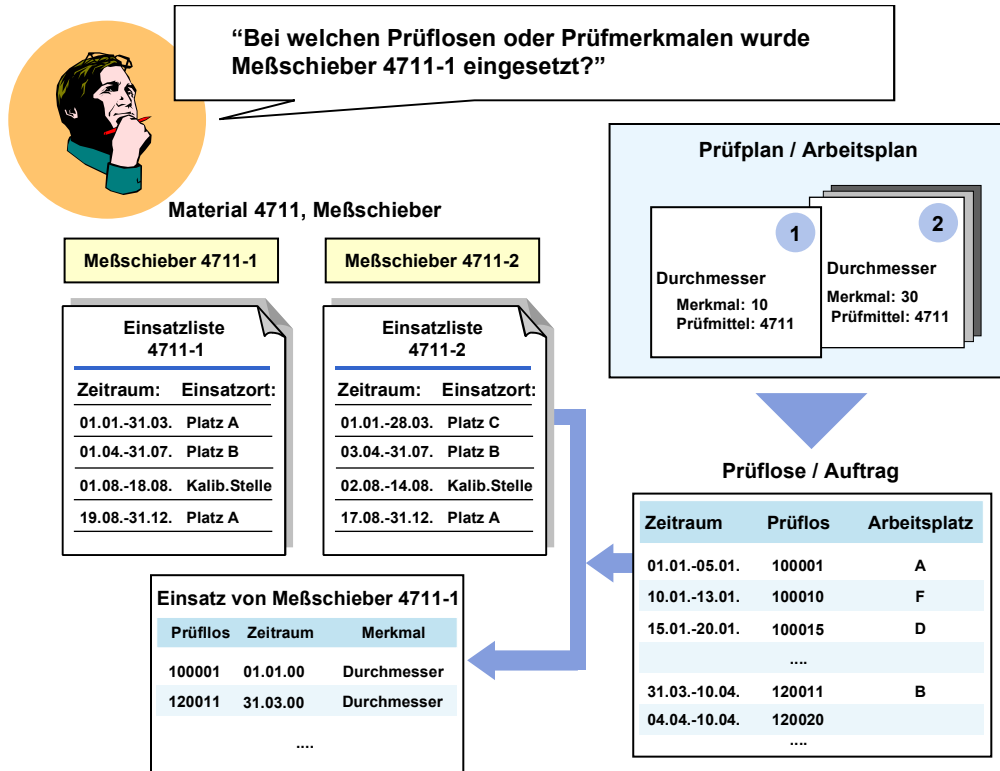 “Bei welchen Prüflosen oder Prüfmerkmalen wurde
Meßschieber 4711-1 eingesetzt?”
Prüfplan / Arbeitsplan
1
Durchmesser
Merkmal: 10
Prüfmittel: 4711
2
Durchmesser
Merkmal: 30
Prüfmittel: 4711
Material 4711, Meßschieber
Meßschieber 4711-1
Einsatzliste
4711-1
Zeitraum: Einsatzort:
01.01.-31.03. Platz A
01.04.-31.07. Platz B
01.08.-18.08. Kalib.Stelle
19.08.-31.12. Platz A
Meßschieber 4711-2
Einsatzliste
4711-2
Zeitraum: Einsatzort:
01.01.-28.03. Platz C
03.04.-31.07. Platz B
02.08.-14.08. Kalib.Stelle
17.08.-31.12. Platz A
Prüflose / Auftrag
Zeitraum Prüflos Arbeitsplatz
01.01.-05.01. 100001 A
10.01.-13.01. 100010 F
15.01.-20.01. 100015 D
....
31.03.-10.04. 120011 B
04.04.-10.04. 120020
....
Einsatz von Meßschieber 4711-1
Prüfllos Zeitraum Merkmal
100001 01.01.00 Durchmesser
120011 31.03.00 Durchmesser
....